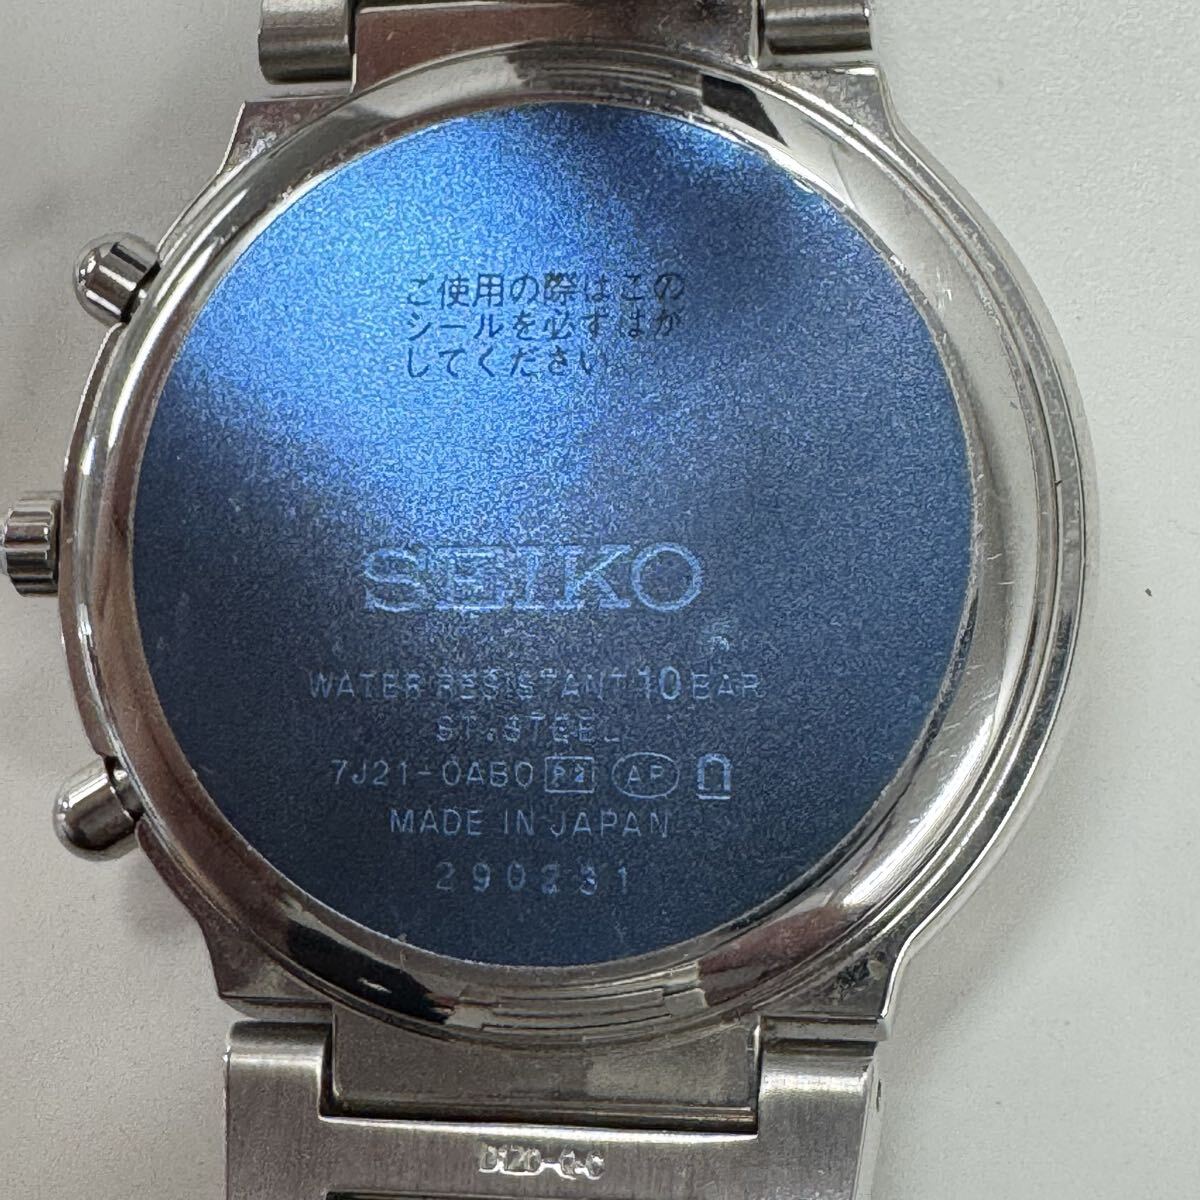 ご使用の際はこの
シールを必ずはが
してください
SEIKO
WATER RESISTANT 10 BAR
ST.STEEL
7J21-0AB0 R2 AP
MADE IN JAPAN
290231